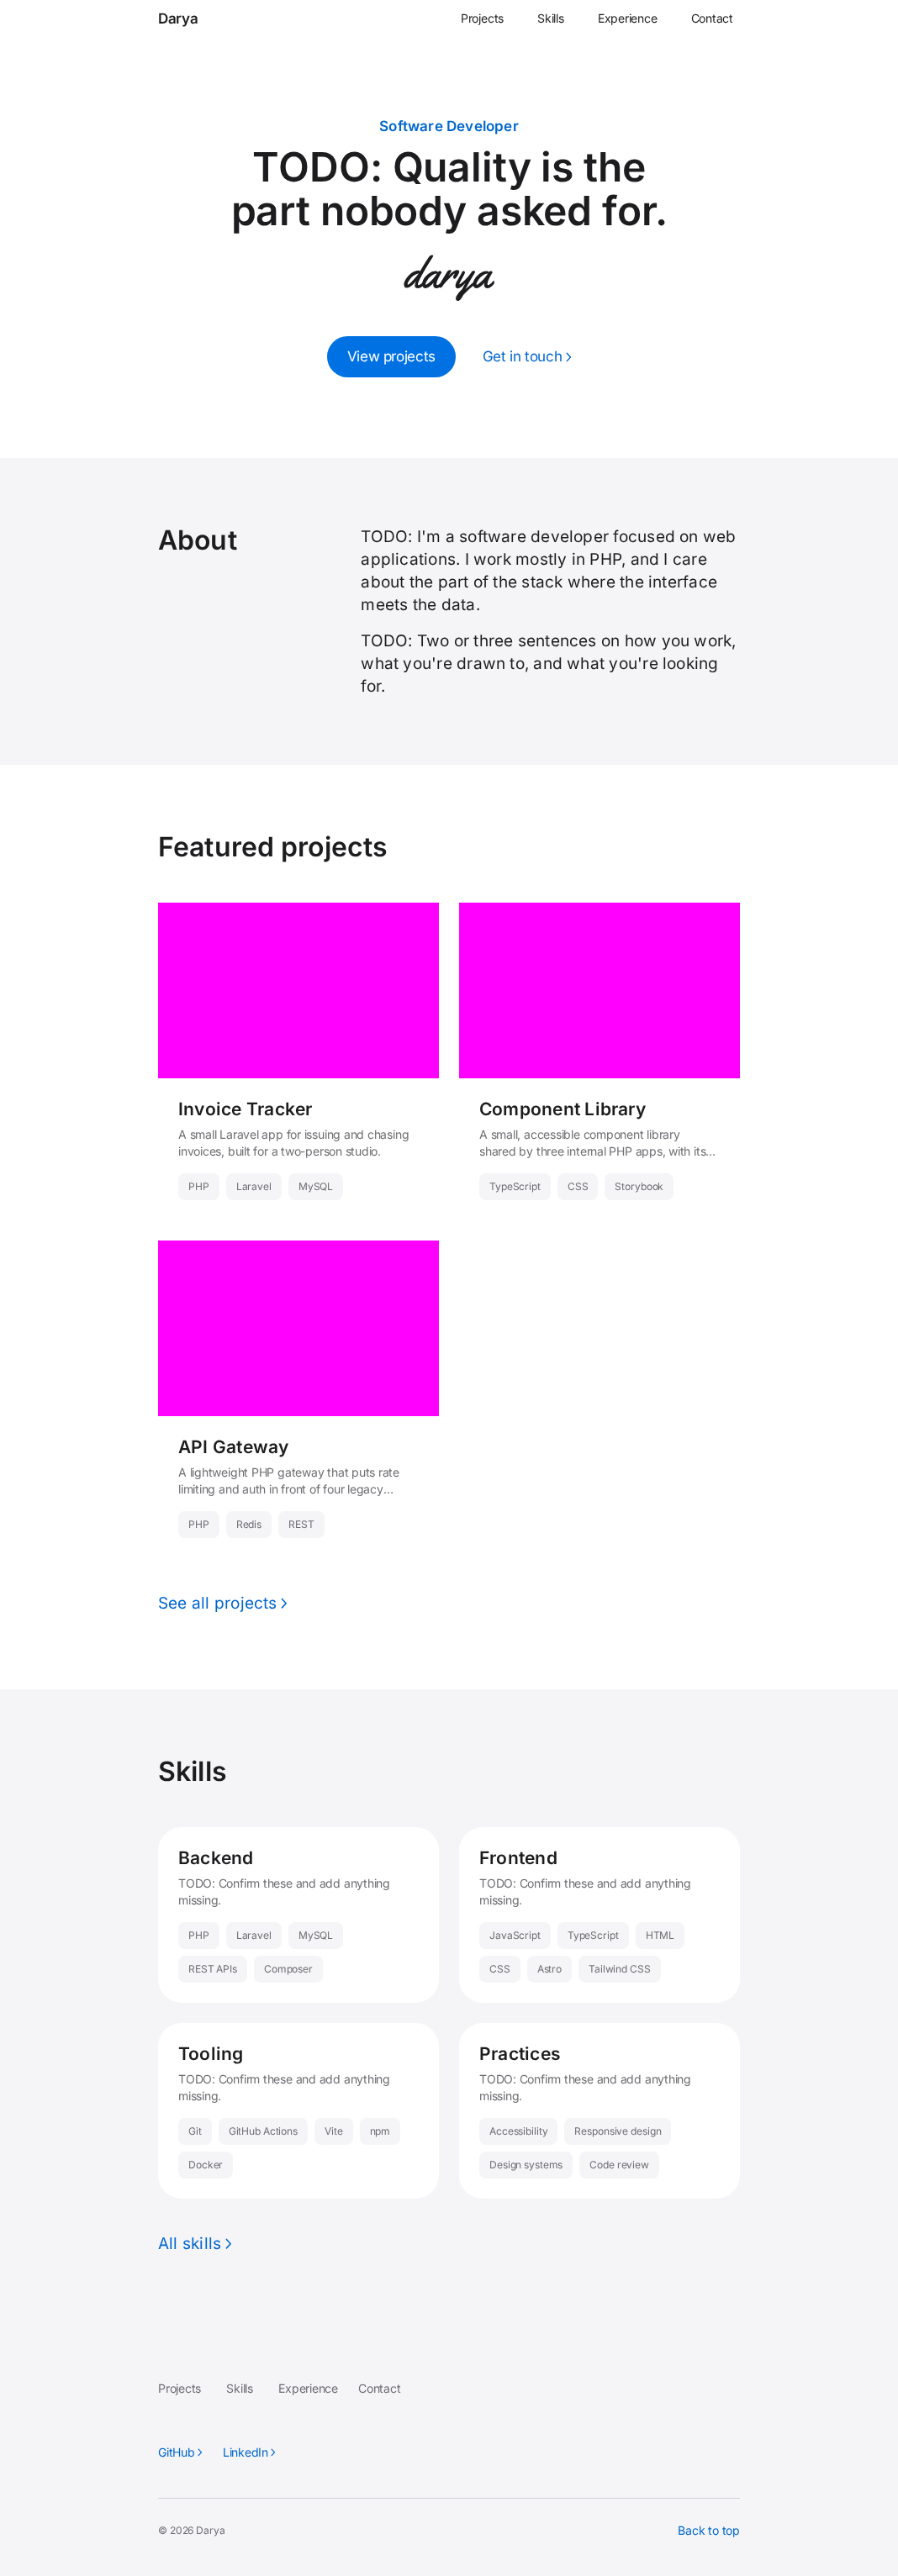 Darya
Projects Skills Experience Contact
Software Developer
TODO: Quality is the
part nobody asked for.
darya
View projects
Get in touch
About
TODO: I'm a software developer focused on web
applications. I work mostly in PHP, and I care
about the part of the stack where the interface
meets the data.
TODO: Two or three sentences on how you work,
what you're drawn to, and what you're looking
for.
Featured projects
Invoice Tracker
A small Laravel app for issuing and chasing
invoices, built for a two-person studio.
PHP Laravel MySQL
Component Library
A small, accessible component library
shared by three internal PHP apps, with its...
TypeScript CSS Storybook
API Gateway
A lightweight PHP gateway that puts rate
limiting and auth in front of four legacy...
PHP Redis REST
See all projects
Skills
Backend
TODO: Confirm these and add anything
missing.
PHP Laravel MySQL
REST APIs Composer
Frontend
TODO: Confirm these and add anything
missing.
JavaScript TypeScript HTML
CSS Astro Tailwind CSS
Tooling
TODO: Confirm these and add anything
missing.
Git GitHub Actions Vite npm
Docker
Practices
TODO: Confirm these and add anything
missing.
Accessibility Responsive design
Design systems Code review
All skills
Projects Skills Experience Contact
GitHub LinkedIn
© 2026 Darya
Back to top